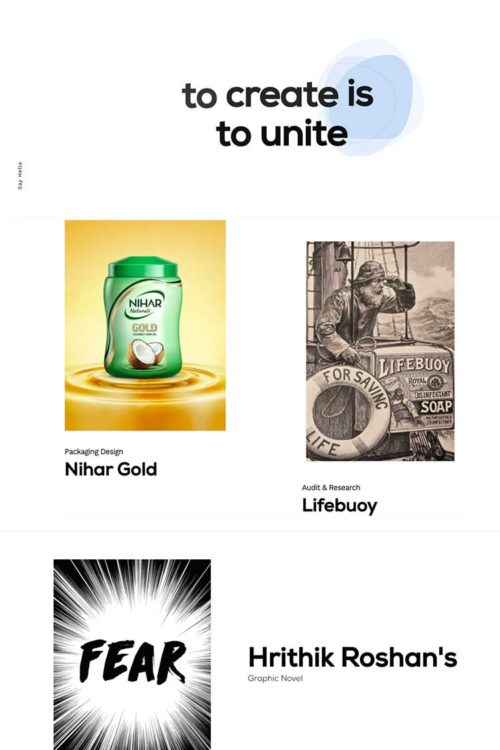 to create is
to unite
Say Hello
NIHAR
Naturals
GOLD
COCONUT HAIR OIL
Packaging Design
Nihar Gold
LIFEBUOY
ROYAL
DISINFECTANT
SOAP
FOR SAVING
LIFE
Audit & Research
Lifebuoy
FEAR
Hrithik Roshan's
Graphic Novel